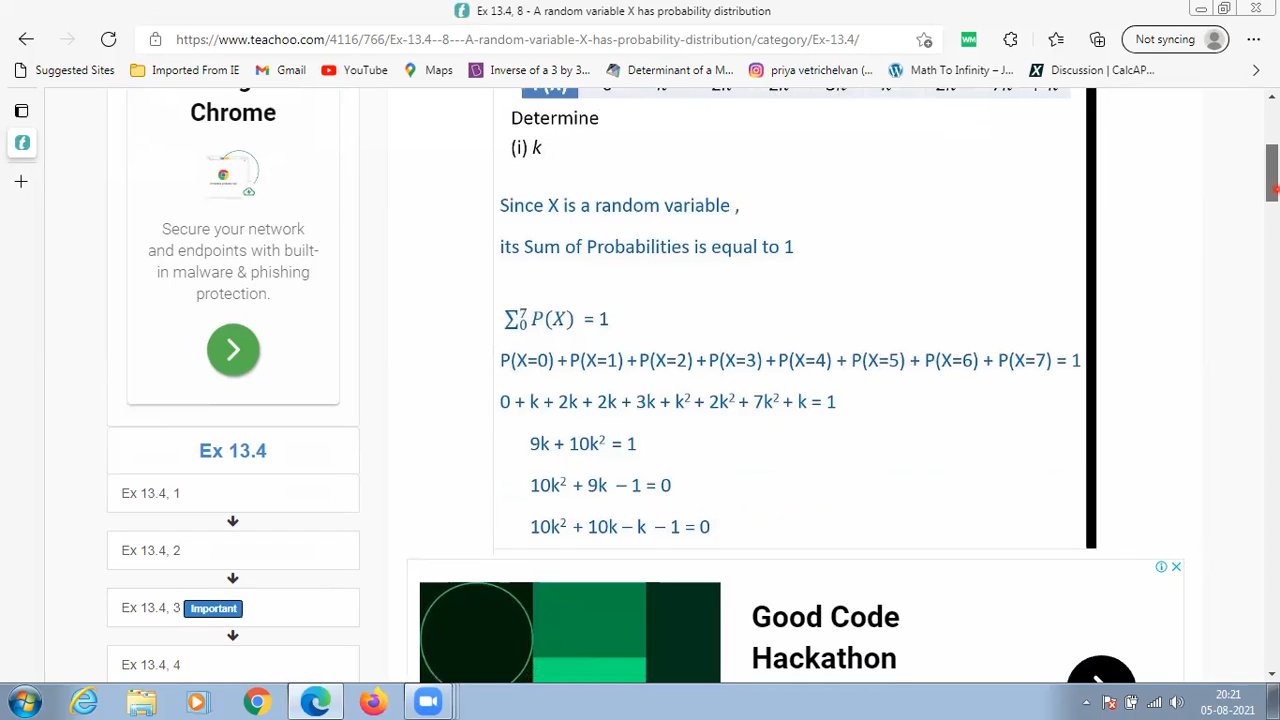 Ex 13.4, 8 - A random variable X has probability distribution
https://www.teachoo.com/4116/766/Ex-13.4--8---A-random-variable-X-has-probability-distribution/category/Ex-13.4/
WM
Not syncing
Suggested Sites
Imported From IE
Gmail
YouTube
Maps
Inverse of a 3 by 3...
Determinant of a M...
priya vetrichelvan (...
Math To Infinity – J...
Discussion | CalcAP...
Chrome
Secure your network
and endpoints with built-
in malware & phishing
protection.
Ex 13.4
Ex 13.4, 1
Ex 13.4, 2
Ex 13.4, 3 Important
Ex 13.4, 4
Determine
(i) k
Since X is a random variable ,
its Sum of Probabilities is equal to 1
∑₀⁷ P(X) = 1
P(X=0) + P(X=1) + P(X=2) + P(X=3) + P(X=4) + P(X=5) + P(X=6) + P(X=7) = 1
0 + k + 2k + 2k + 3k + k² + 2k² + 7k² + k = 1
9k + 10k² = 1
10k² + 9k – 1 = 0
10k² + 10k – k – 1 = 0
Good Code
Hackathon
20:21
05-08-2021